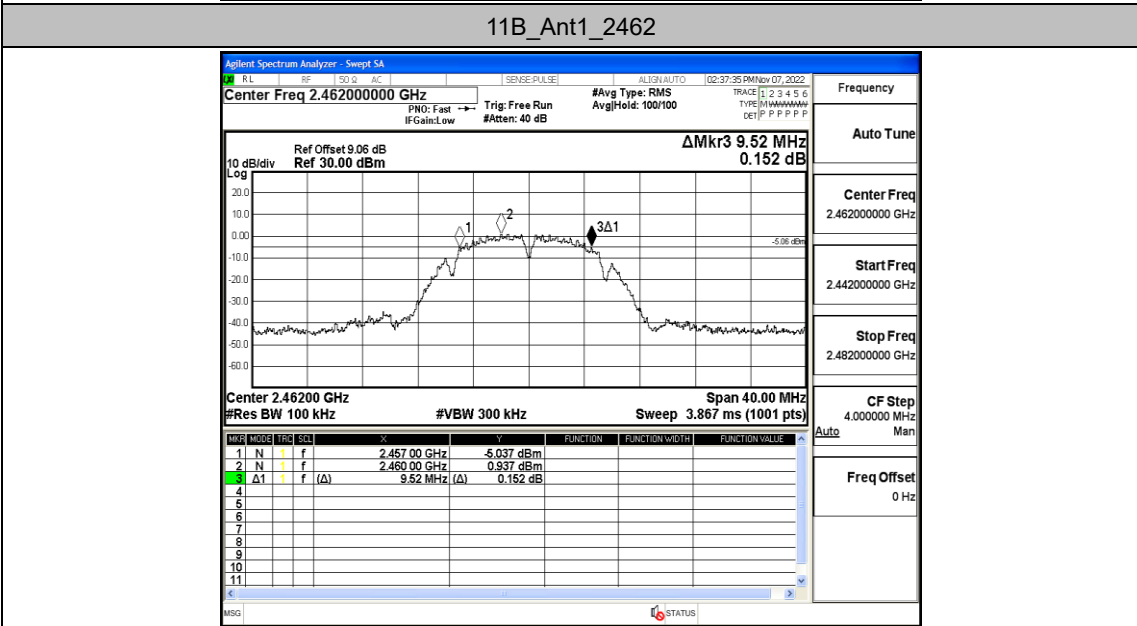 11B_Ant1_2462
Agilent Spectrum Analyzer - Swept SA
LXI RL RF 50 Ω AC SENSE:PULSE ALIGN AUTO 02:37:35 PM Nov 07, 2022
Center Freq 2.462000000 GHz
PNO: Fast
IFGain:Low
Trig: Free Run
#Atten: 40 dB
#Avg Type: RMS
Avg|Hold: 100/100
TRACE 1 2 3 4 5 6
TYPE M W W W W W
DET P P P P P P
Frequency
Auto Tune
Center Freq
2.462000000 GHz
Start Freq
2.442000000 GHz
Stop Freq
2.482000000 GHz
CF Step
4.000000 MHz
Auto Man
Freq Offset
0 Hz
ΔMkr3 9.52 MHz
0.152 dB
Ref Offset 9.06 dB
10 dB/div Ref 30.00 dBm
Log
20.0
10.0
0.00
-10.0
-20.0
-30.0
-40.0
-50.0
-60.0
1
2
3Δ1
-5.06 dBm
Center 2.46200 GHz Span 40.00 MHz
#Res BW 100 kHz #VBW 300 kHz Sweep 3.867 ms (1001 pts)
MKR MODE TRC SCL X Y FUNCTION FUNCTION WIDTH FUNCTION VALUE
1 N 1 f 2.457 00 GHz -5.037 dBm
2 N 1 f 2.460 00 GHz 0.937 dBm
3 Δ1 1 f (Δ) 9.52 MHz (Δ) 0.152 dB
4
5
6
7
8
9
10
11
MSG STATUS